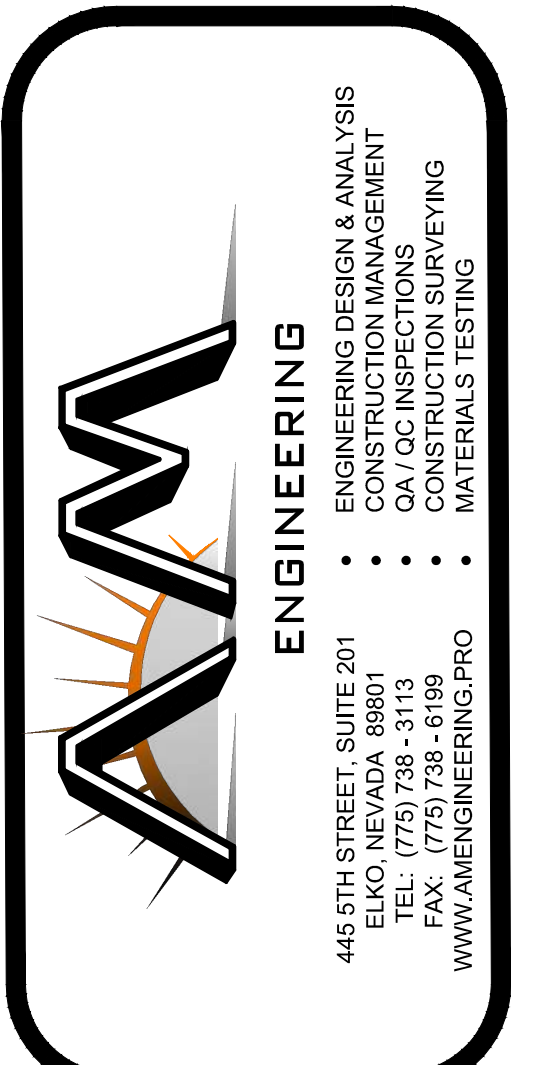 AM
ENGINEERING
445 5TH STREET, SUITE 201 • ENGINEERING DESIGN & ANALYSIS
ELKO, NEVADA 89801 • CONSTRUCTION MANAGEMENT
TEL: (775) 738 - 3113 • QA / QC INSPECTIONS
FAX: (775) 738 - 6199 • CONSTRUCTION SURVEYING
WWW.AMENGINEERING.PRO • MATERIALS TESTING